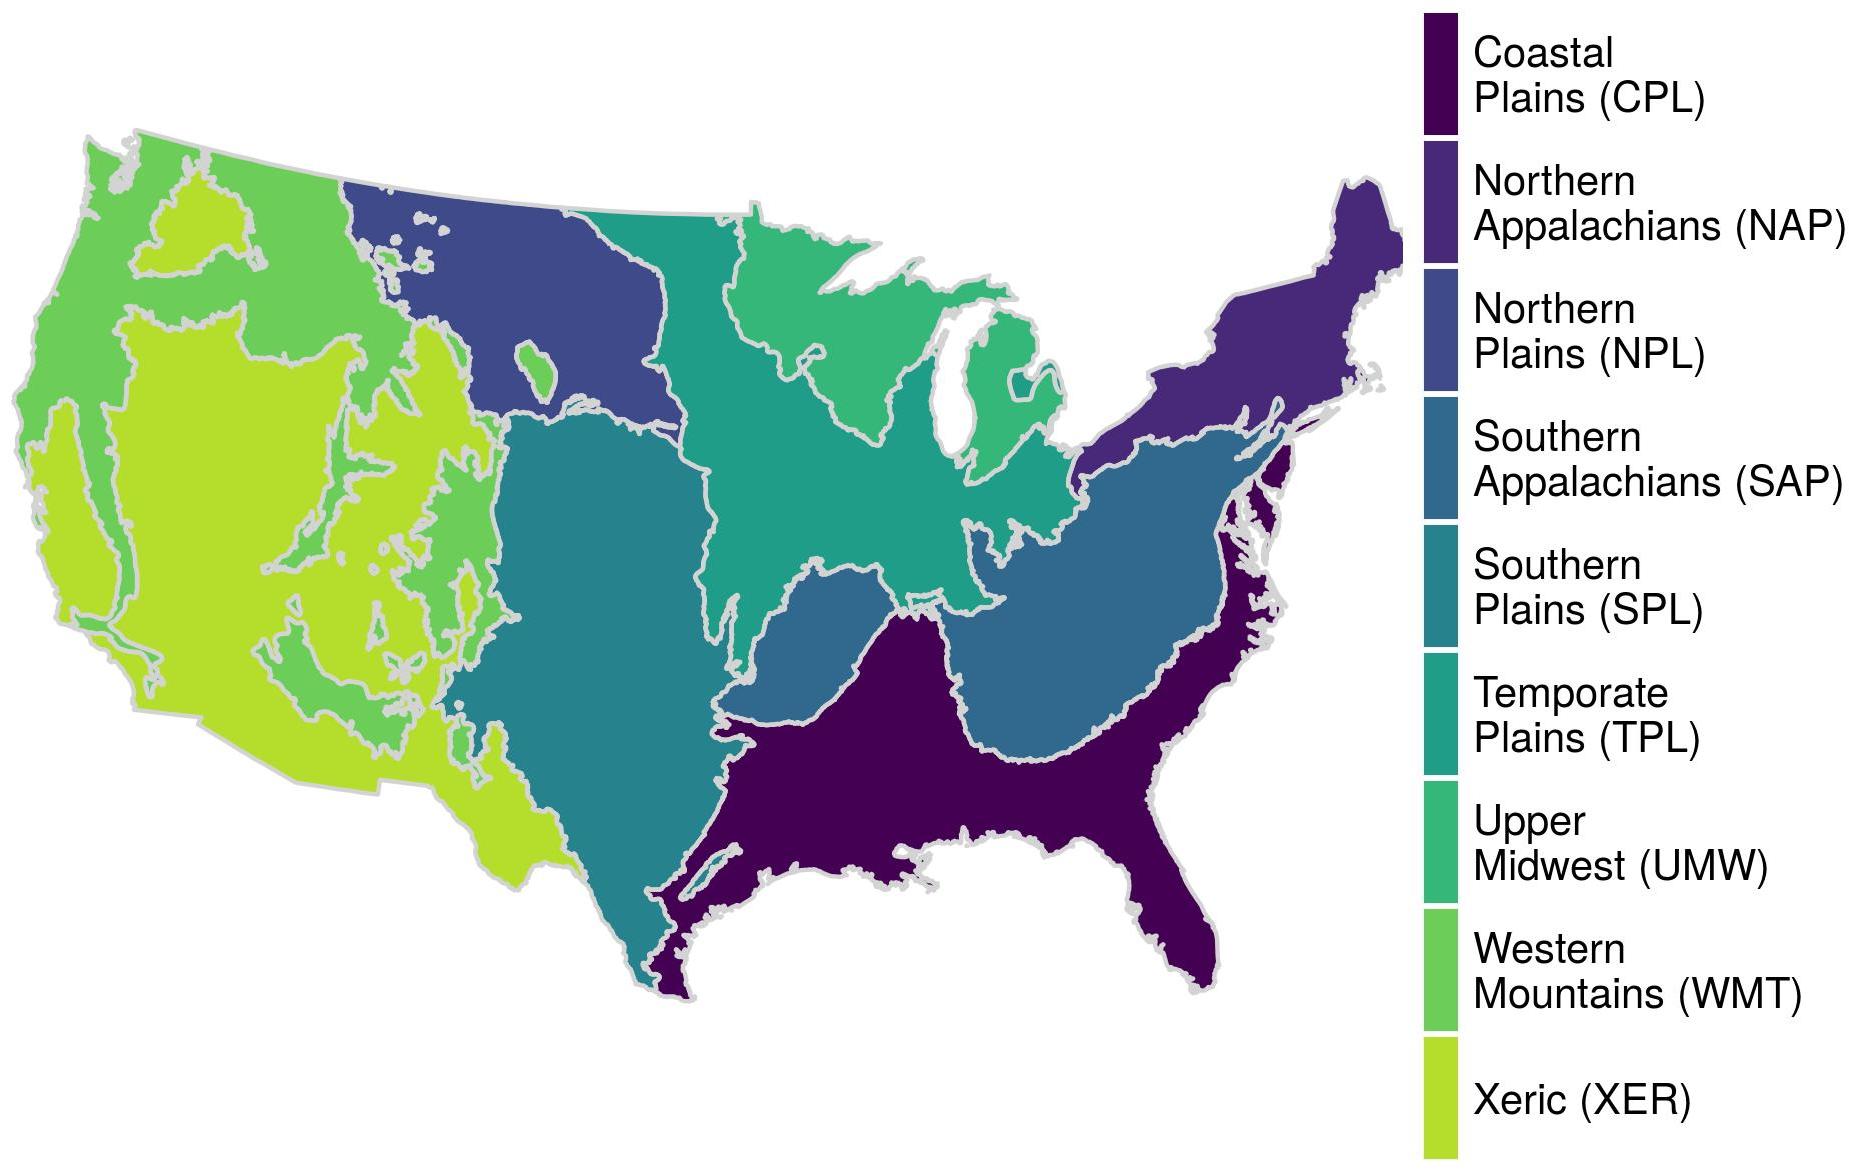 Coastal
Plains (CPL)
Northern
Appalachians (NAP)
Northern
Plains (NPL)
Southern
Appalachians (SAP)
Southern
Plains (SPL)
Temporate
Plains (TPL)
Upper
Midwest (UMW)
Western
Mountains (WMT)
Xeric (XER)